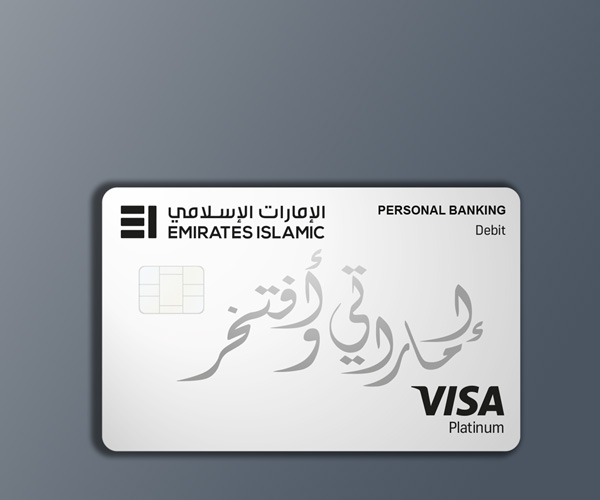 الإمارات الإسلامي
EMIRATES ISLAMIC
PERSONAL BANKING
Debit
إماراتي وأفتخر
VISA
Platinum